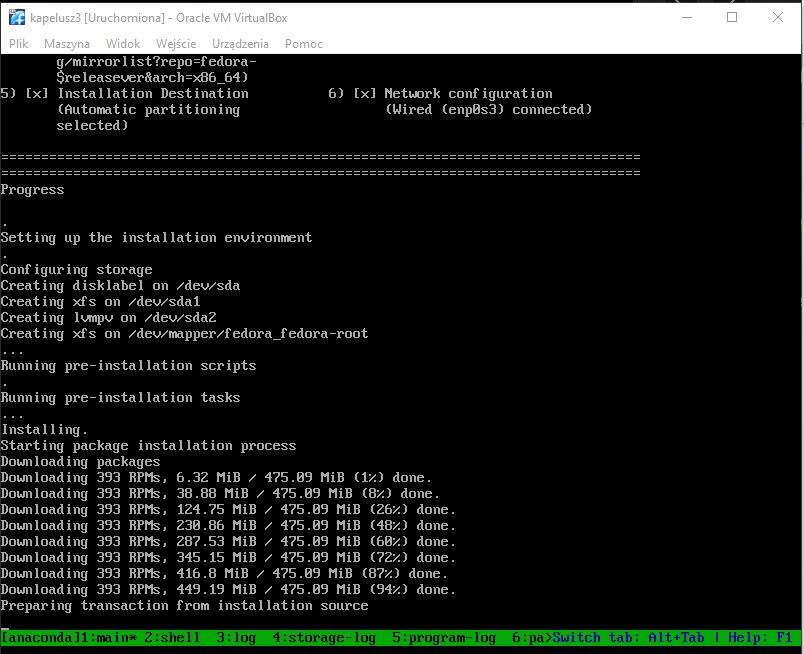 kapelusz3 [Uruchomiona] - Oracle VM VirtualBox
Plik Maszyna Widok Wejście Urządzenia Pomoc
g/mirrorlist?repo=fedora-
$releasever&arch=x86_64)
5) [x] Installation Destination 6) [x] Network configuration
(Automatic partitioning (Wired (enp0s3) connected)
selected)
================================================================================
================================================================================
Progress
.
Setting up the installation environment
.
Configuring storage
Creating disklabel on /dev/sda
Creating xfs on /dev/sda1
Creating lvmpv on /dev/sda2
Creating xfs on /dev/mapper/fedora_fedora-root
...
Running pre-installation scripts
.
Running pre-installation tasks
...
Installing.
Starting package installation process
Downloading packages
Downloading 393 RPMs, 6.32 MiB / 475.09 MiB (1%) done.
Downloading 393 RPMs, 38.88 MiB / 475.09 MiB (8%) done.
Downloading 393 RPMs, 124.75 MiB / 475.09 MiB (26%) done.
Downloading 393 RPMs, 230.86 MiB / 475.09 MiB (48%) done.
Downloading 393 RPMs, 287.53 MiB / 475.09 MiB (60%) done.
Downloading 393 RPMs, 345.15 MiB / 475.09 MiB (72%) done.
Downloading 393 RPMs, 416.8 MiB / 475.09 MiB (87%) done.
Downloading 393 RPMs, 449.19 MiB / 475.09 MiB (94%) done.
Preparing transaction from installation source
[anaconda]1:main* 2:shell 3:log 4:storage-log 5:program-log 6:pa>Switch tab: Alt+Tab | Help: F1